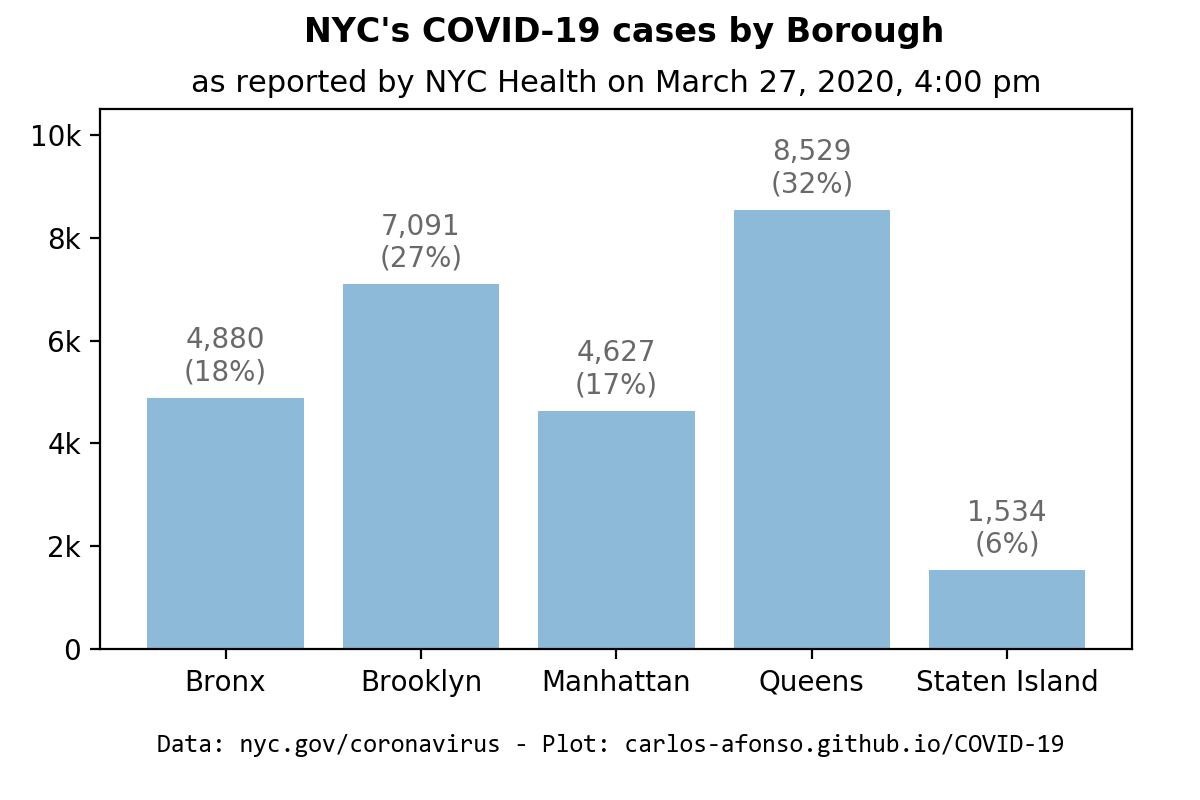 NYC's COVID-19 cases by Borough
as reported by NYC Health on March 27, 2020, 4:00 pm
10k
8k
6k
4k
2k
0
4,880
(18%)
7,091
(27%)
4,627
(17%)
8,529
(32%)
1,534
(6%)
Bronx
Brooklyn
Manhattan
Queens
Staten Island
Data: nyc.gov/coronavirus - Plot: carlos-afonso.github.io/COVID-19